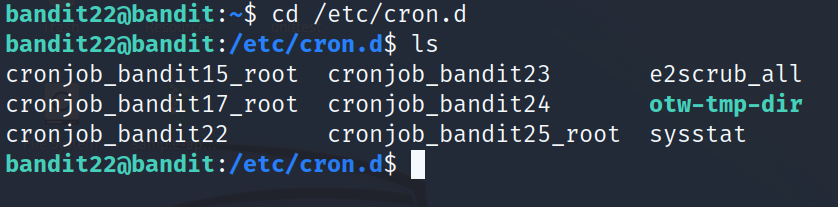 bandit22@bandit:~$ cd /etc/cron.d
bandit22@bandit:/etc/cron.d$ ls
cronjob_bandit15_root  cronjob_bandit23       e2scrub_all
cronjob_bandit17_root  cronjob_bandit24       otw-tmp-dir
cronjob_bandit22       cronjob_bandit25_root  sysstat
bandit22@bandit:/etc/cron.d$